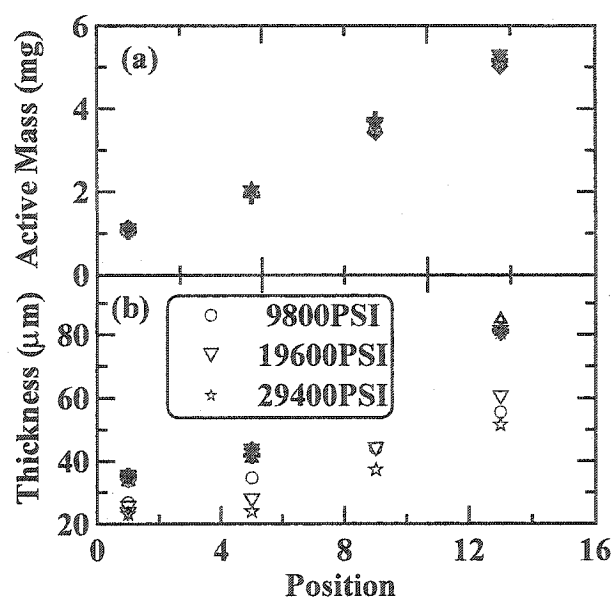 6
(a)
4
2
0
Active Mass (mg)
(b)
9800PSI
19600PSI
29400PSI
80
60
40
20
Thickness (μm)
0 4 8 12 16
Position